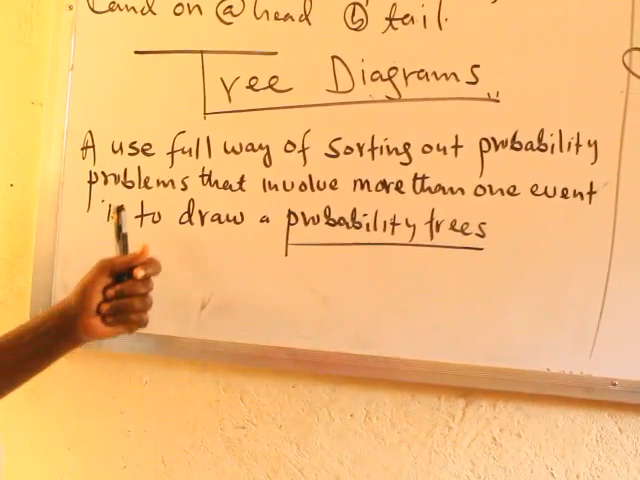 Land on ⓐ head ⓑ tail.
Tree Diagrams
A use full way of sorting out probability
problems that involve more than one event
is to draw a probability trees